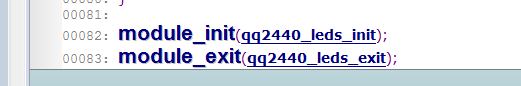 00081:
00082: module_init(qq2440_leds_init);
00083: module_exit(qq2440_leds_exit);